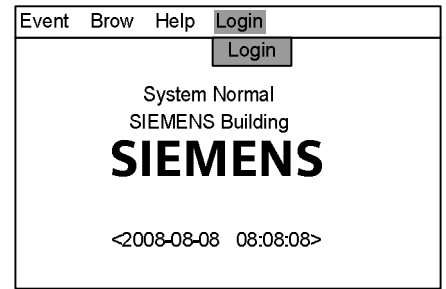 Event Brow Help Login
Login
System Normal
SIEMENS Building
SIEMENS
<2008-08-08 08:08:08>